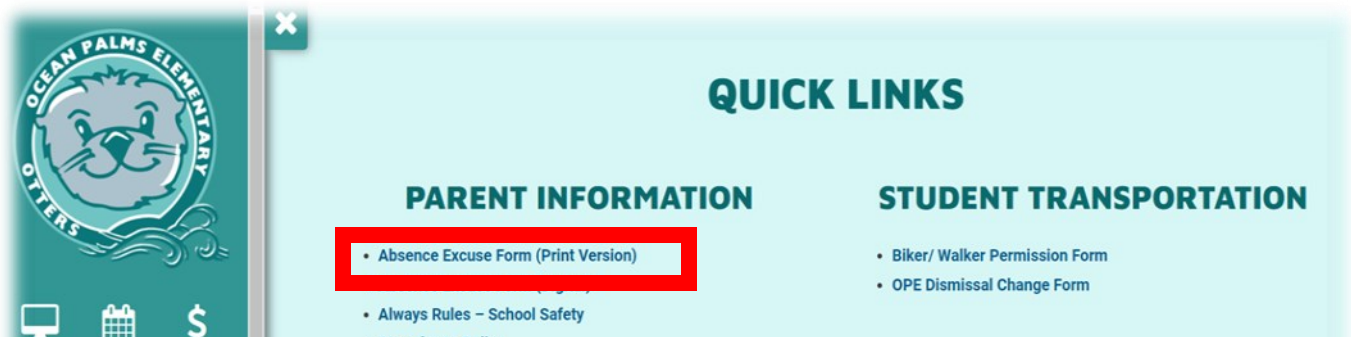 OCEAN PALMS ELEMENTARY
OTTERS
QUICK LINKS
PARENT INFORMATION
• Absence Excuse Form (Print Version)
• Always Rules – School Safety
STUDENT TRANSPORTATION
• Biker/ Walker Permission Form
• OPE Dismissal Change Form